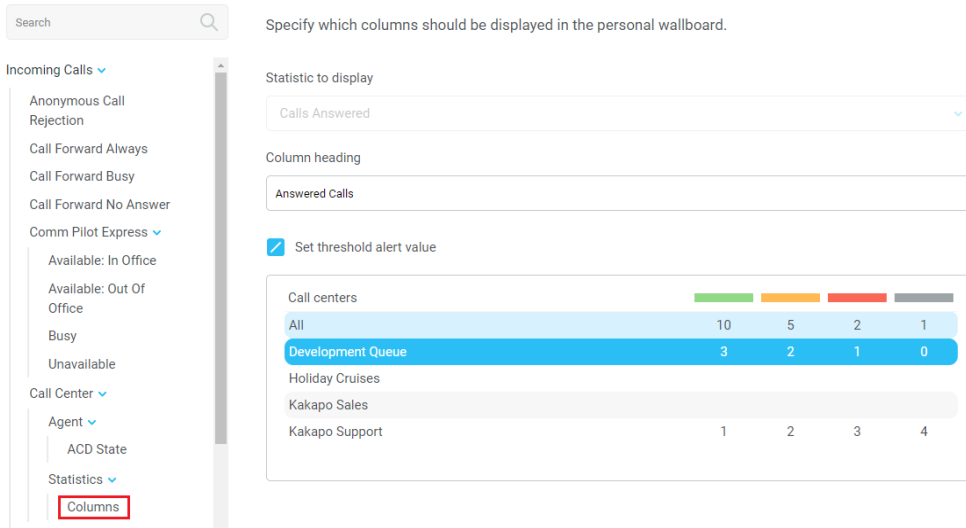 Search
Incoming Calls
Anonymous Call
Rejection
Call Forward Always
Call Forward Busy
Call Forward No Answer
Comm Pilot Express
Available: In Office
Available: Out Of
Office
Busy
Unavailable
Call Center
Agent
ACD State
Statistics
Columns
Specify which columns should be displayed in the personal wallboard.
Statistic to display
Calls Answered
Column heading
Answered Calls
Set threshold alert value
Call centers
All 10 5 2 1
Development Queue 3 2 1 0
Holiday Cruises
Kakapo Sales
Kakapo Support 1 2 3 4